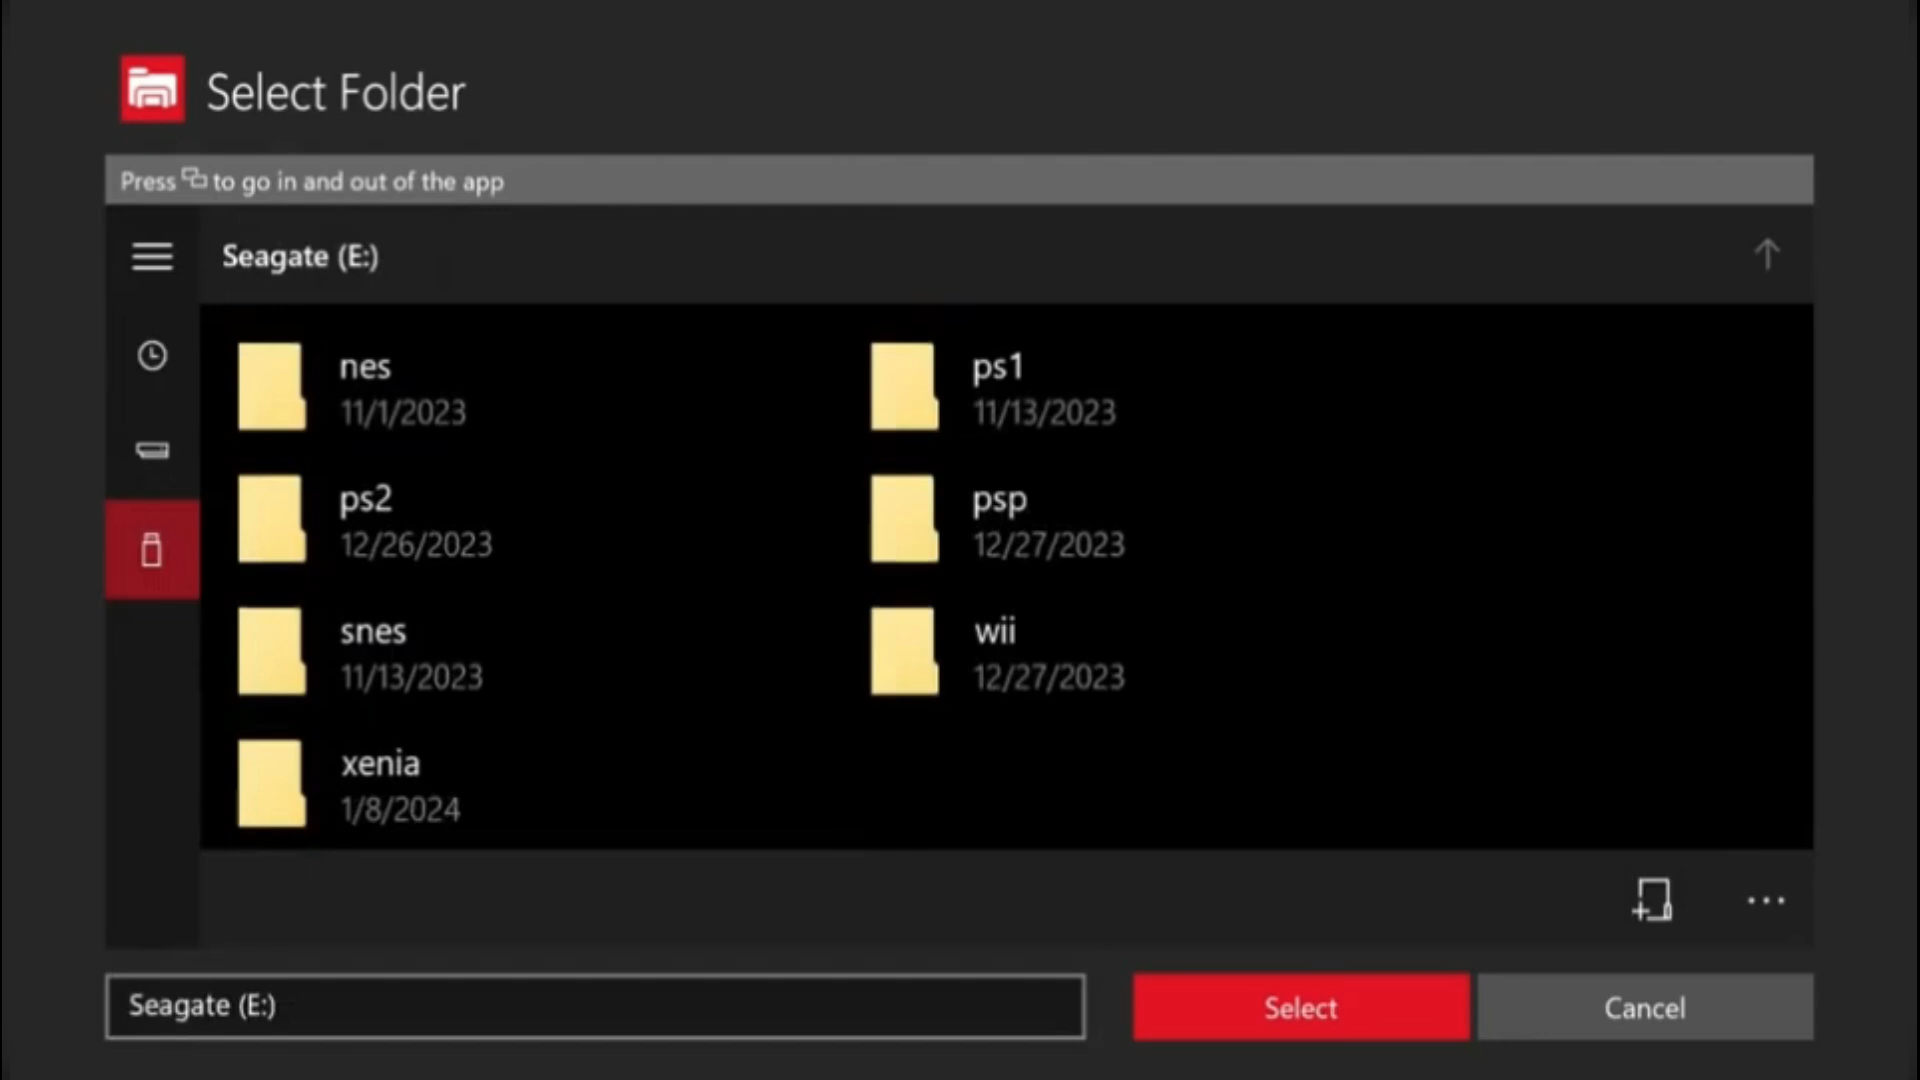 Select Folder
Press to go in and out of the app
Seagate (E:)
nes
11/1/2023
ps1
11/13/2023
ps2
12/26/2023
psp
12/27/2023
snes
11/13/2023
wii
12/27/2023
xenia
1/8/2024
Seagate (E:)
Select
Cancel